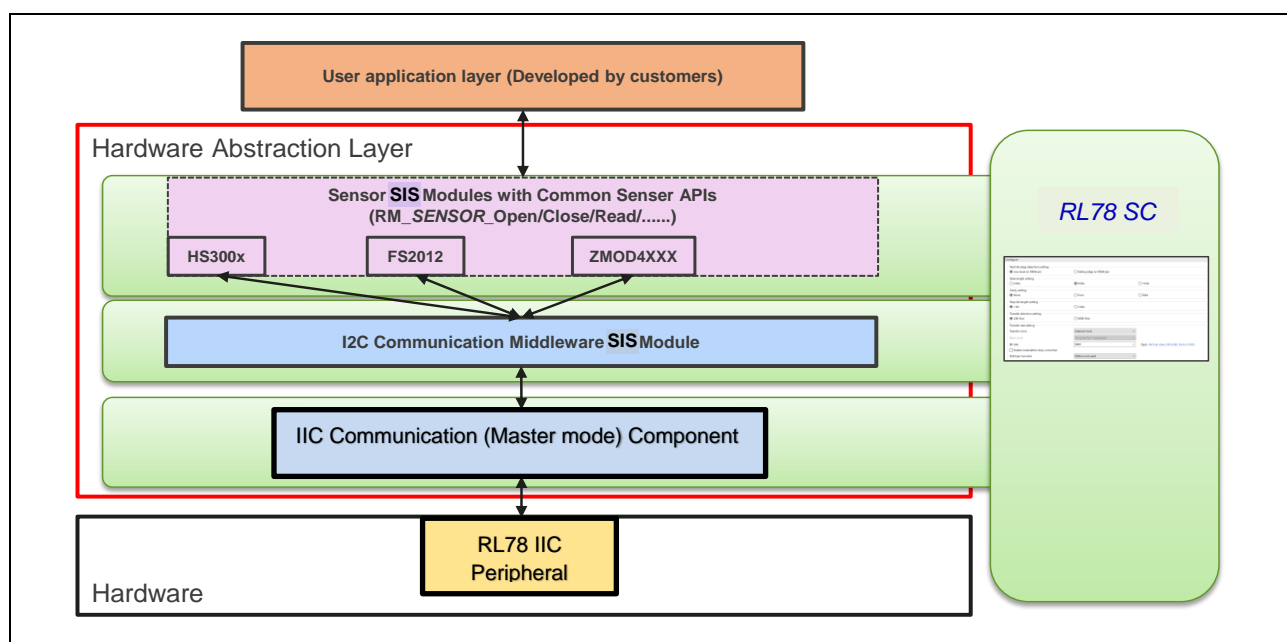 User application layer (Developed by customers)
Hardware Abstraction Layer
Sensor SIS Modules with Common Senser APIs
(RM_SENSOR_Open/Close/Read/......)
HS300x
FS2012
ZMOD4XXX
I2C Communication Middleware SIS Module
IIC Communication (Master mode) Component
RL78 IIC
Peripheral
Hardware
RL78 SC